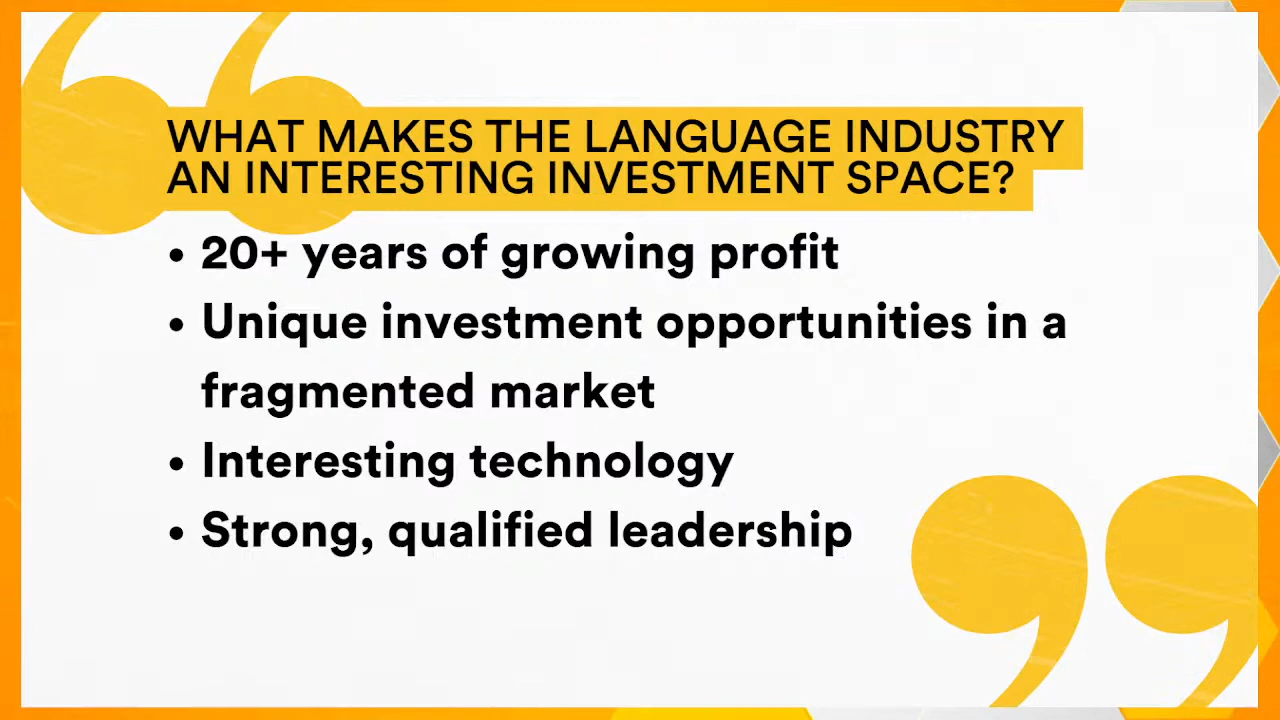 WHAT MAKES THE LANGUAGE INDUSTRY
AN INTERESTING INVESTMENT SPACE?
• 20+ years of growing profit
• Unique investment opportunities in a
fragmented market
• Interesting technology
• Strong, qualified leadership